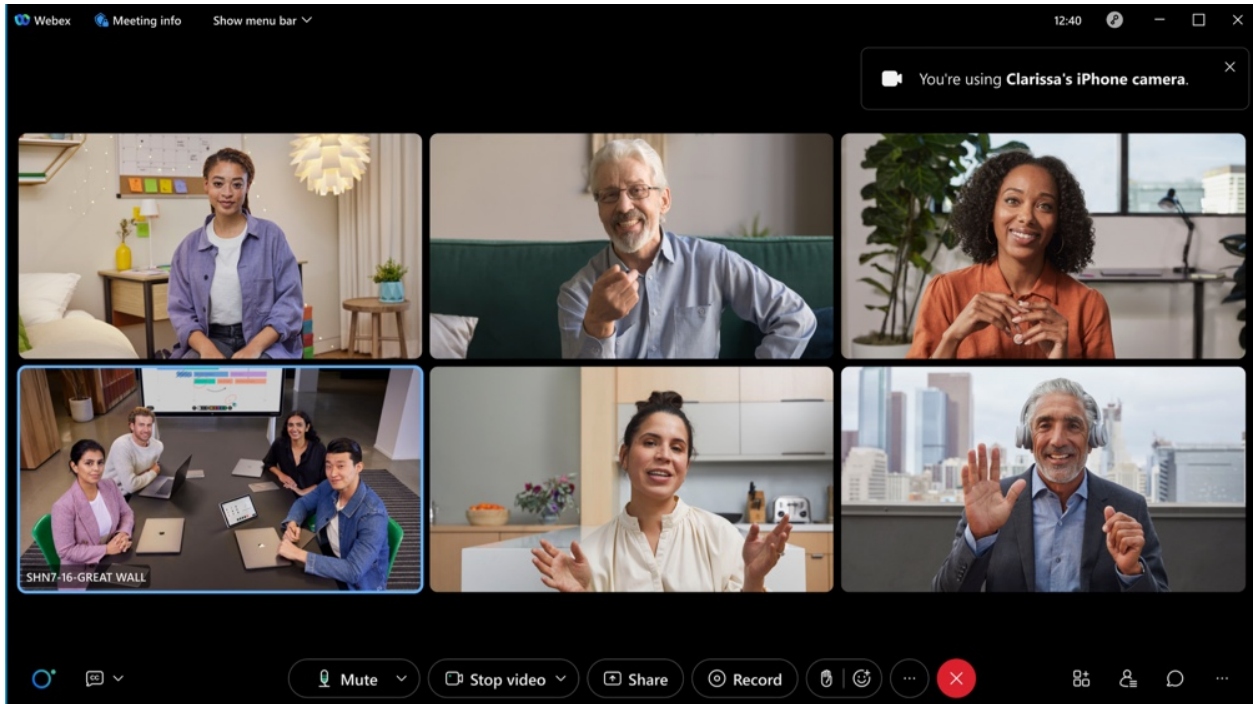 Webex Meeting info Show menu bar 12:40
You're using Clarissa's iPhone camera.
SHN7-16-GREAT WALL
CC Mute Stop video Share Record